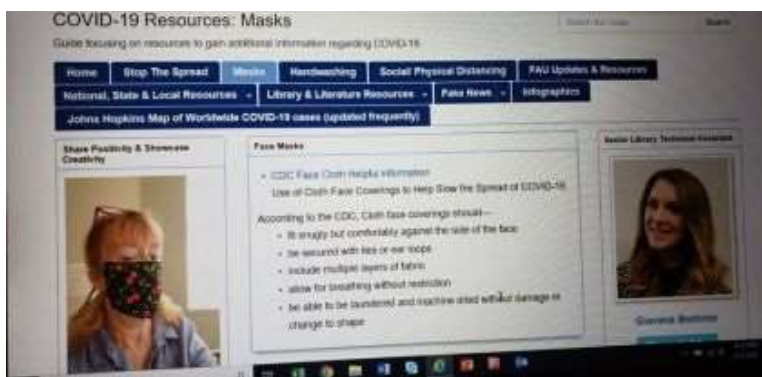 COVID-19 Resources: Masks
Search
Guide focusing on resources to gain additional information regarding COVID-19
Home Stop The Spread Masks Handwashing Social/ Physical Distancing FAU Updates & Resources
National, State & Local Resources Library & Literature Resources Fake News Infographics
Johns Hopkins Map of Worldwide COVID-19 cases (updated frequently)
Share Positivity & Showcase
Creativity
Face Masks
CDC Face Cloth Helpful information
Use of Cloth Face Coverings to Help Slow the Spread of COVID-19
According to the CDC, Cloth face coverings should—
fit snugly but comfortably against the side of the face
be secured with ties or ear loops
include multiple layers of fabric
allow for breathing without restriction
be able to be laundered and machine dried without damage or
change to shape
Senior Library Technical Assistant